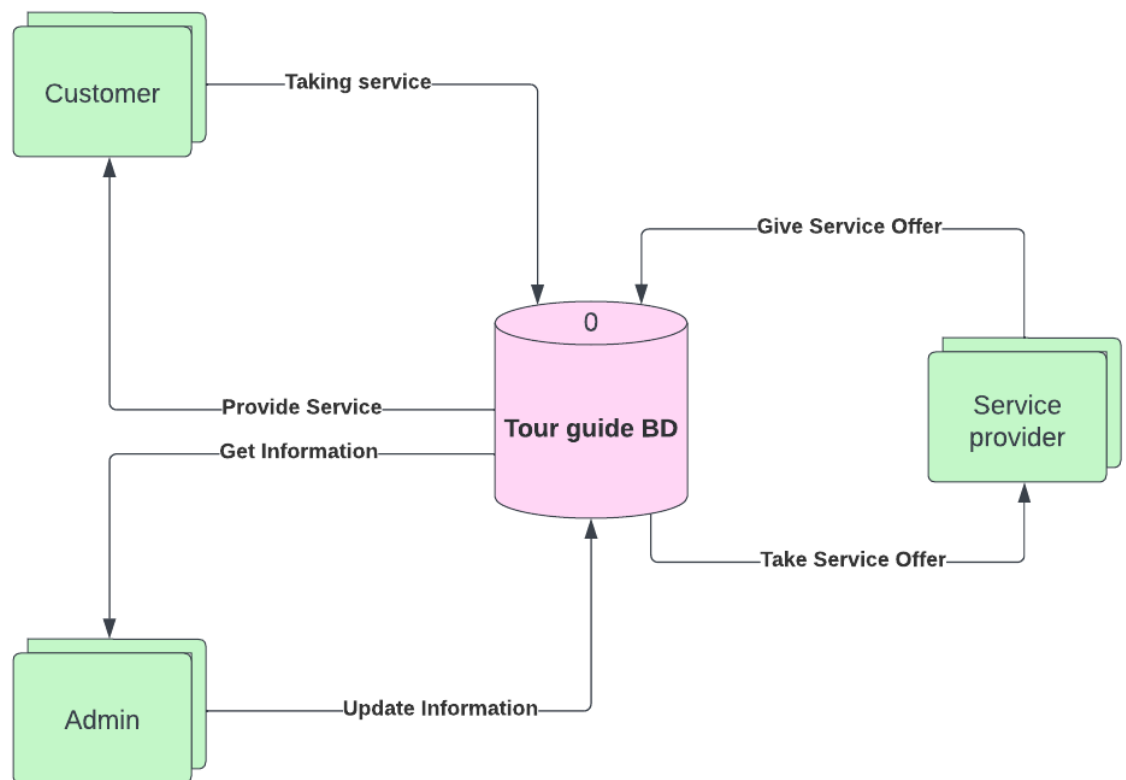 Customer
Taking service
Give Service Offer
0
Service
provider
Provide Service
Tour guide BD
Get Information
Take Service Offer
Update Information
Admin